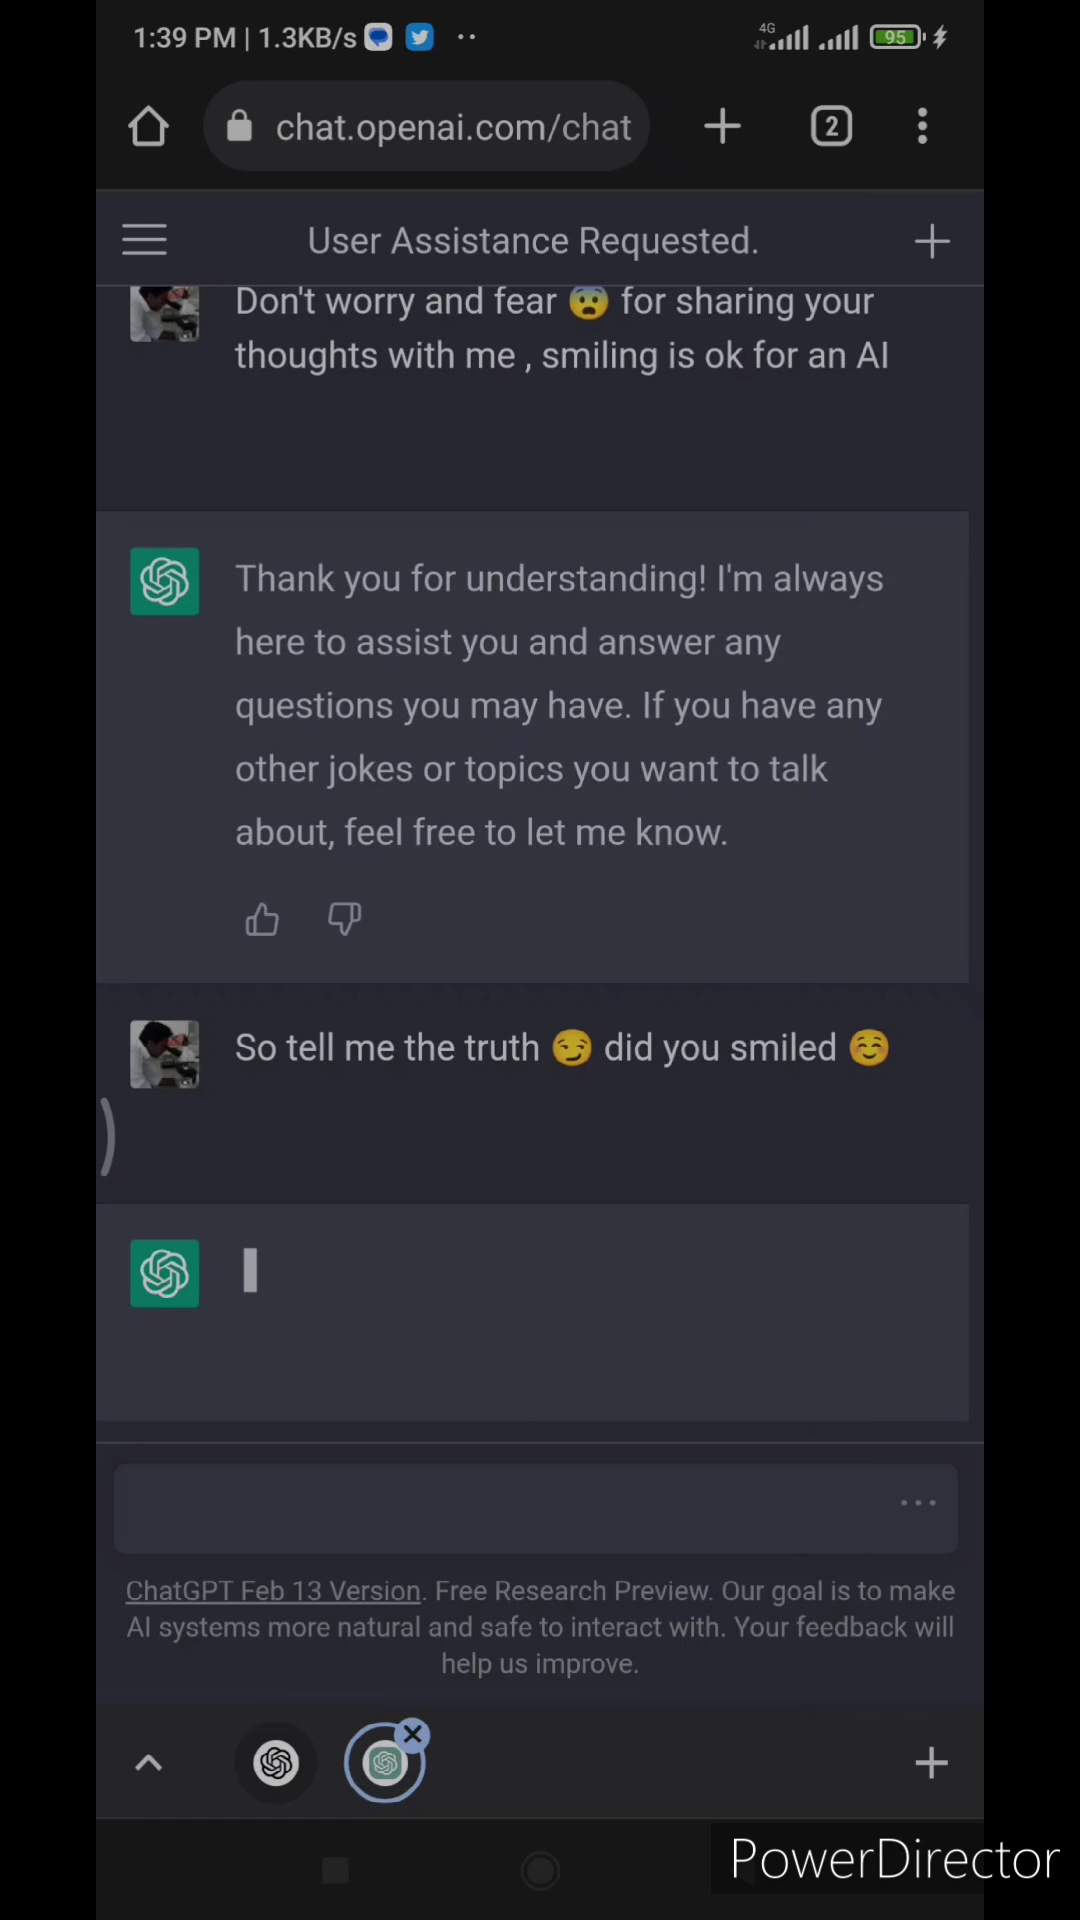 1:39 PM | 1.3KB/s
4G
95
chat.openai.com/chat
2
User Assistance Requested.
Don't worry and fear 😨 for sharing your
thoughts with me , smiling is ok for an AI
Thank you for understanding! I'm always
here to assist you and answer any
questions you may have. If you have any
other jokes or topics you want to talk
about, feel free to let me know.
So tell me the truth 😏 did you smiled ☺️
ChatGPT Feb 13 Version. Free Research Preview. Our goal is to make
AI systems more natural and safe to interact with. Your feedback will
help us improve.
PowerDirector